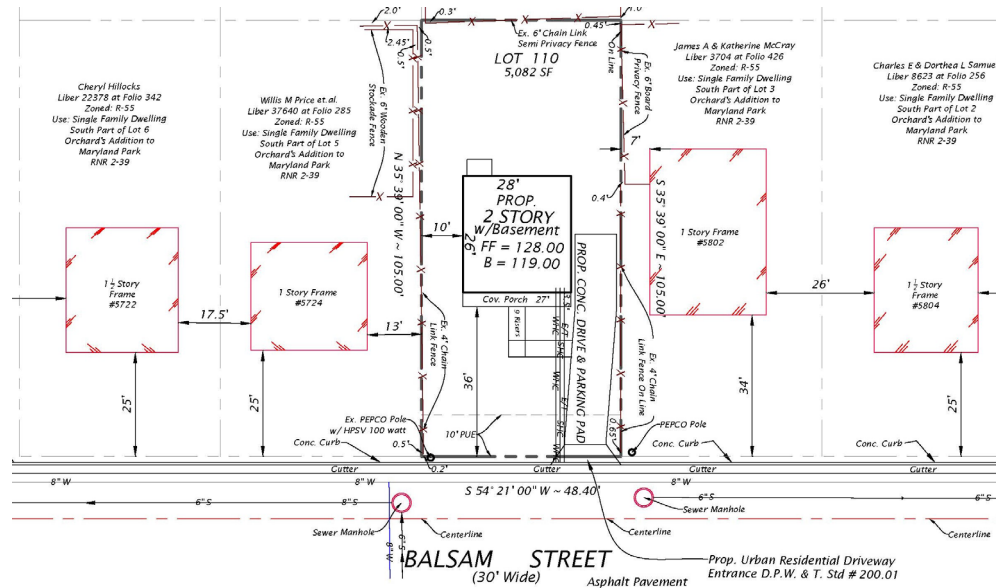 2.0'
0.3'
1.0'
0.45'
2.45'
0.5'
0.5'
Ex. 6' Chain Link
Semi Privacy Fence
LOT 110
5,082 SF
On Line
Ex. 6' Board
Privacy Fence
James A & Katherine McCray
Liber 3704 at Folio 426
Zoned: R-55
Use: Single Family Dwelling
South Part of Lot 3
Orchard's Addition to
Maryland Park
RNR 2-39
Charles E & Dorthea L Samue
Liber 8623 at Folio 256
Zoned: R-55
Use: Single Family Dwelling
South Part of Lot 2
Orchard's Addition to
Maryland Park
RNR 2-39
Cheryl Hillocks
Liber 22378 at Folio 342
Zoned: R-55
Use: Single Family Dwelling
South Part of Lot 6
Orchard's Addition to
Maryland Park
RNR 2-39
Willis M Price et.al.
Liber 37640 at Folio 285
Zoned: R-55
Use: Single Family Dwelling
South Part of Lot 5
Orchard's Addition to
Maryland Park
RNR 2-39
Ex. 6' Wooden
Stockade Fence
N 35° 39' 00" W ~ 105.00'
S 35° 39' 00" E ~ 105.00'
7'
0.4'
28'
PROP.
2 STORY
w/Basement
FF = 128.00
B = 119.00
26'
10'
Cov. Porch 27'
9 Risers
PROP. CONC. DRIVE & PARKING PAD
1 Story Frame
#5802
1 ½ Story
Frame
#5722
17.5'
1 Story Frame
#5724
13'
26'
1 ½ Story
Frame
#5804
Ex. 4' Chain
Link Fence
Ex. 4' Chain
Link Fence On Line
E/T
SHC
WHC
E/T
SHC
WHC
36'
25'
25'
34'
25'
Ex. PEPCO Pole
w/ HPSV 100 watt
10' PUE
0.5'
0.65'
PEPCO Pole
Conc. Curb
Conc. Curb
Conc. Curb
0.2'
Gutter
Gutter
Gutter
8" W
8" W
8" W
8" W
6" S
6" S
6" S
6" S
S 54° 21' 00" W ~ 48.40'
Sewer Manhole
Sewer Manhole
Centerline
Centerline
Centerline
8" W
6" S
BALSAM STREET
(30' Wide)
Asphalt Pavement
Prop. Urban Residential Driveway
Entrance D.P.W. & T. Std # 200.01